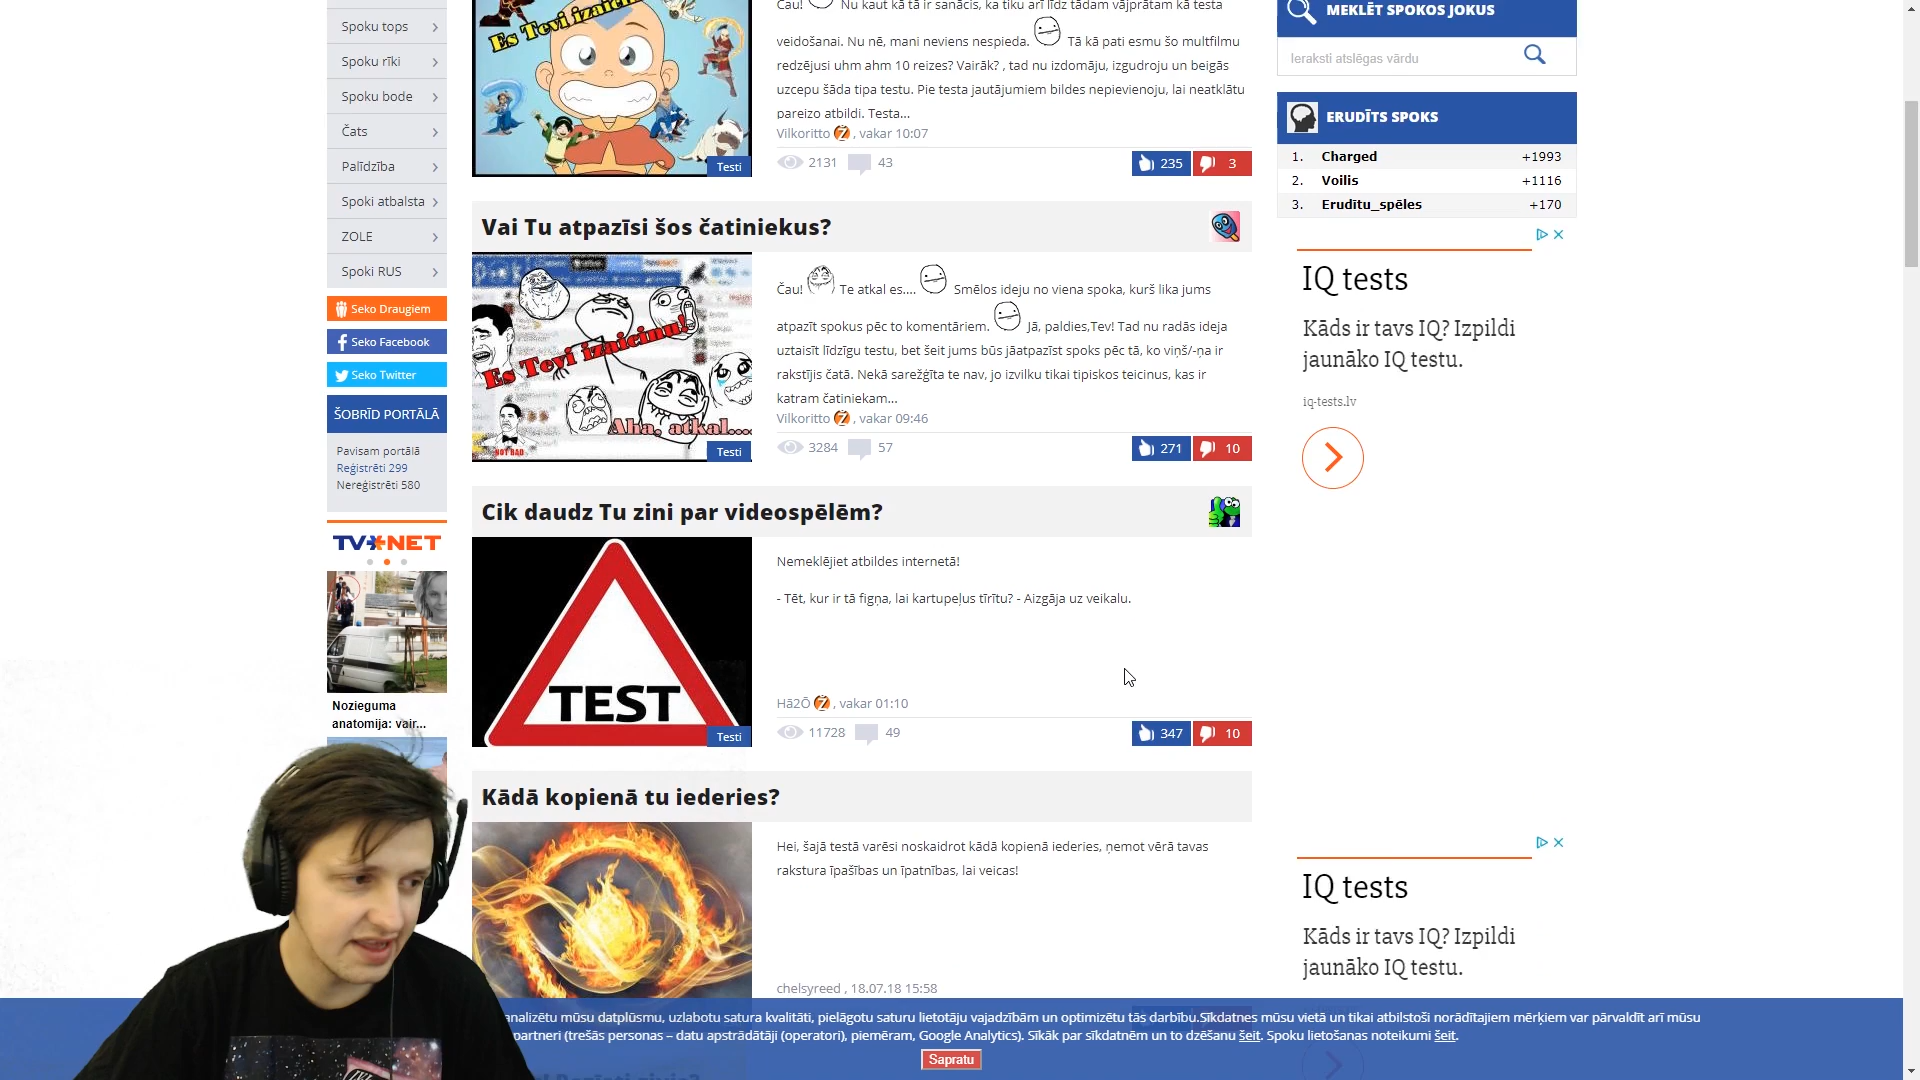 Spoku tops
Spoku rīki
Spoku bode
Čats
Palīdzība
Spoki atbalsta
ZOLE
Spoki RUS
Seko Draugiem
Seko Facebook
Seko Twitter
ŠOBRĪD PORTĀLĀ
Pavisam portālā
Reģistrēti 299
Nereģistrēti 580
TV NET
Nozieguma
anatomija: vair...
Es Tevi izaicinu
Testi
Čau! Nu kaut kā tā ir sanācis, ka tiku arī līdz tādam vājprātam kā testa
veidošanai. Nu nē, mani neviens nespieda. Tā kā pati esmu šo multfilmu
redzējusi uhm ahm 10 reizes? Vairāk? , tad nu izdomāju, izgudroju un beigās
uzcepu šāda tipa testu. Pie testa jautājumiem bildes nepievienoju, lai neatklātu
pareizo atbildi. Testa...
Vilkoritto Z , vakar 10:07
2131 43
235 3
Vai Tu atpazīsi šos čatiniekus?
Es Tevi izaicinu!
Aha, atkal....
NOT BAD
Testi
Čau! Te atkal es.... Smēlos ideju no viena spoka, kurš lika jums
atpazīt spokus pēc to komentāriem. Jā, paldies,Tev! Tad nu radās ideja
uztaisīt līdzīgu testu, bet šeit jums būs jāatpazīst spoks pēc tā, ko viņš/-ņa ir
rakstījis čatā. Nekā sarežģīta te nav, jo izvilku tikai tipiskos teicinus, kas ir
katram čatiniekam...
Vilkoritto Z , vakar 09:46
3284 57
271 10
Cik daudz Tu zini par videospēlēm?
TEST
Testi
Nemeklējiet atbildes internetā!
- Tēt, kur ir tā figņa, lai kartupeļus tīrītu? - Aizgāja uz veikalu.
Hā2Ō Z , vakar 01:10
11728 49
347 10
Kādā kopienā tu iederies?
Hei, šajā testā varēsi noskaidrot kādā kopienā iederies, ņemot vērā tavas
rakstura īpašības un īpatnības, lai veicas!
chelsyreed , 18.07.18 15:58
MEKLĒT SPOKOS JOKUS
Ieraksti atslēgas vārdu
ERUDĪTS SPOKS
1. Charged +1993
2. Voilis +1116
3. Erudītu_spēles +170
IQ tests
Kāds ir tavs IQ? Izpildi
jaunāko IQ testu.
iq-tests.lv
IQ tests
Kāds ir tavs IQ? Izpildi
jaunāko IQ testu.
analizētu mūsu datplūsmu, uzlabotu satura kvalitāti, pielāgotu saturu lietotāju vajadzībām un optimizētu tās darbību.Sīkdatnes mūsu vietā un tikai atbilstoši norādītajiem mērķiem var pārvaldīt arī mūsu
partneri (trešās personas – datu apstrādātāji (operatori), piemēram, Google Analytics). Sīkāk par sīkdatnēm un to dzēšanu šeit. Spoku lietošanas noteikumi šeit.
Sapratu